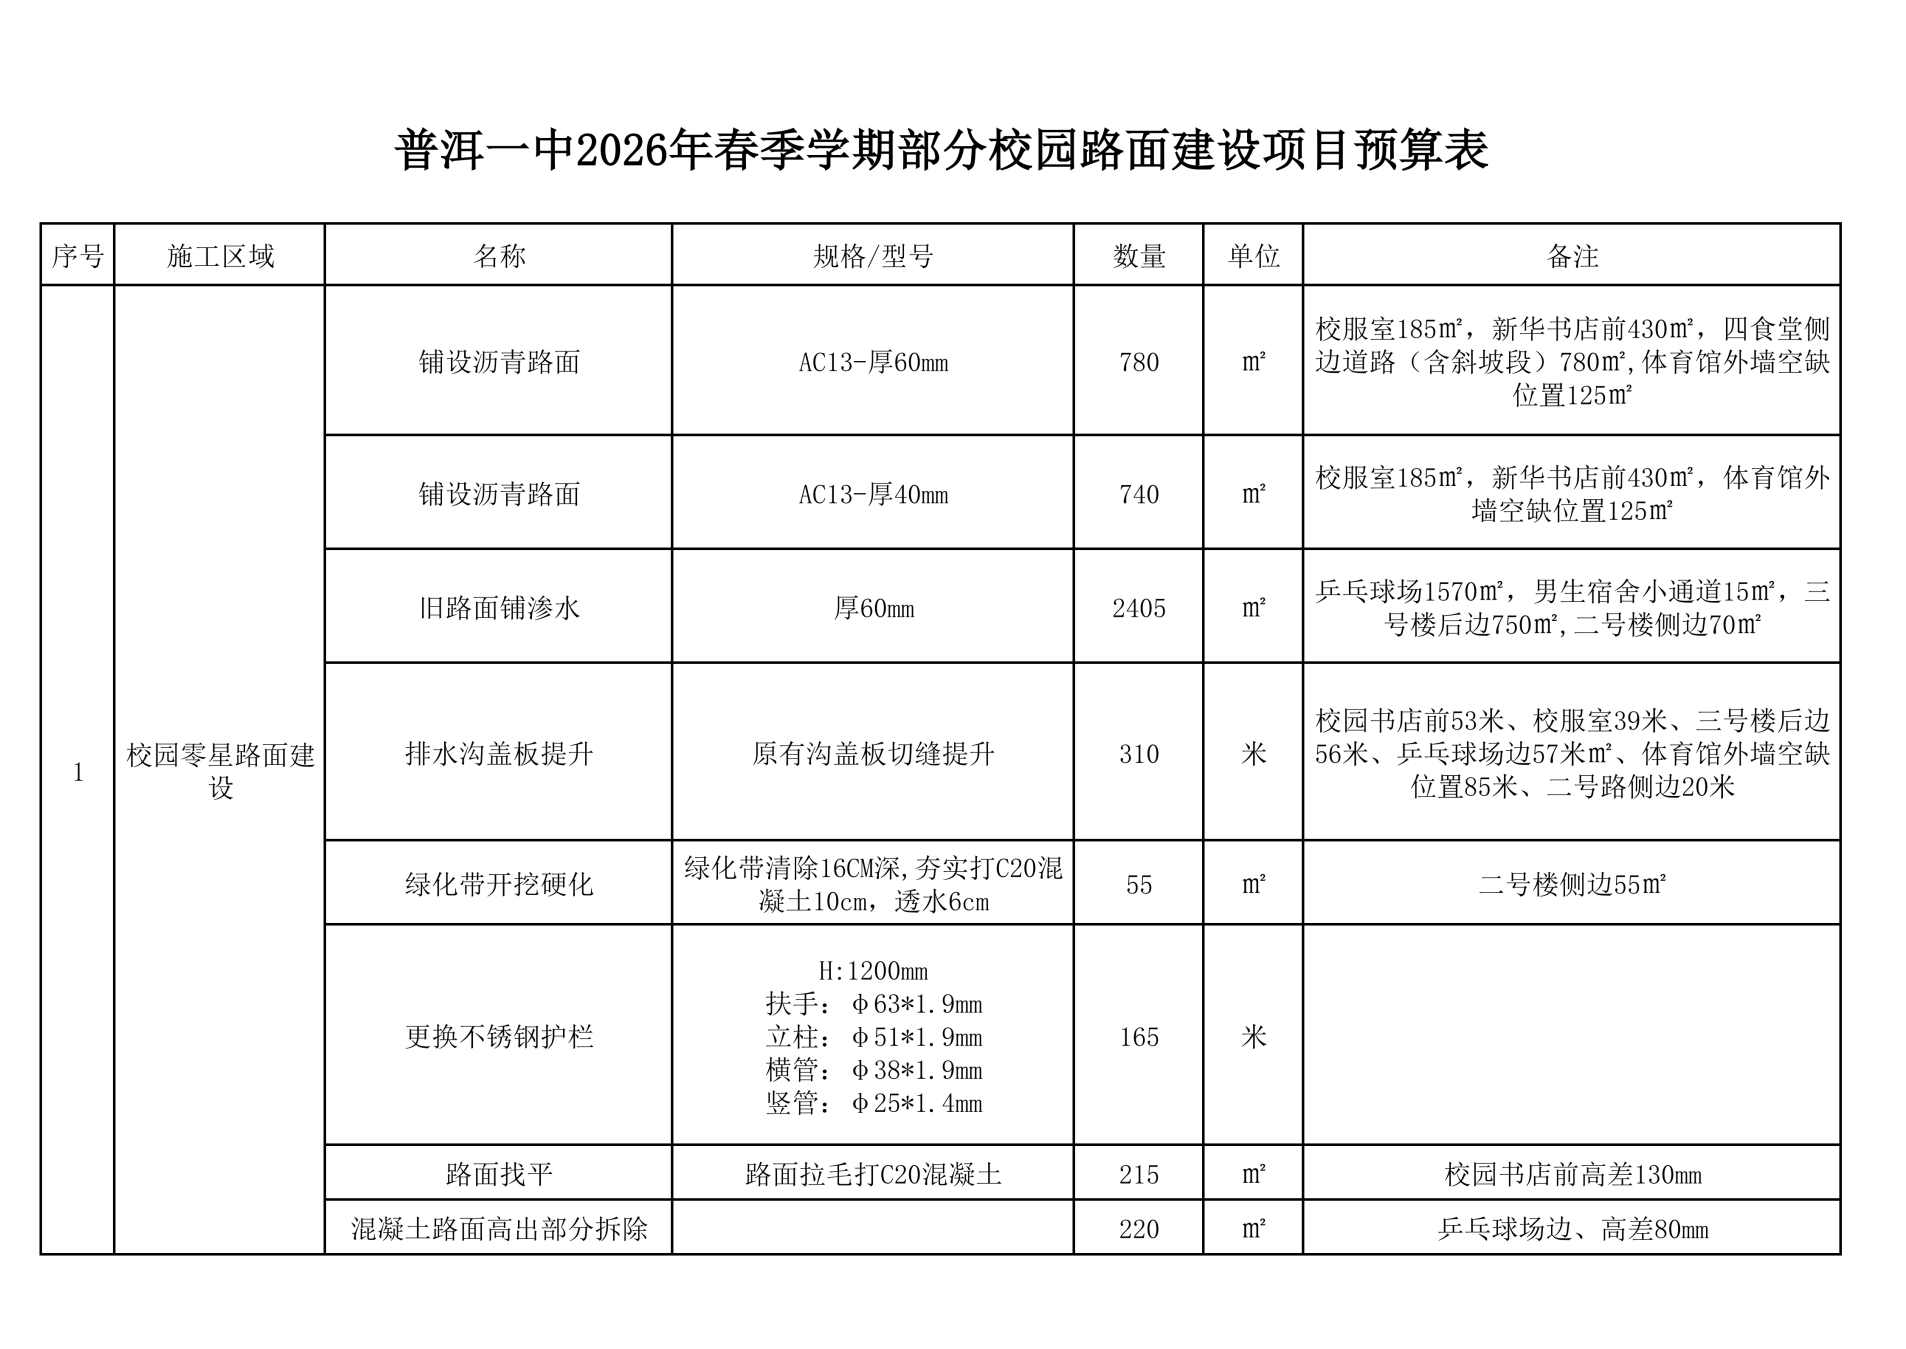 普洱一中2026年春季学期部分校园路面建设项目预算表
序号 施工区域 名称 规格/型号 数量 单位 备注
1 校园零星路面建
设
铺设沥青路面 AC13-厚60mm 780 ㎡ 校服室185㎡，新华书店前430㎡，四食堂侧
边道路（含斜坡段）780㎡,体育馆外墙空缺
位置125㎡
铺设沥青路面 AC13-厚40mm 740 ㎡ 校服室185㎡，新华书店前430㎡，体育馆外
墙空缺位置125㎡
旧路面铺渗水 厚60mm 2405 ㎡ 乒乓球场1570㎡，男生宿舍小通道15㎡，三
号楼后边750㎡,二号楼侧边70㎡
排水沟盖板提升 原有沟盖板切缝提升 310 米 校园书店前53米、校服室39米、三号楼后边
56米、乒乓球场边57米㎡、体育馆外墙空缺
位置85米、二号路侧边20米
绿化带开挖硬化 绿化带清除16CM深,夯实打C20混
凝土10cm，透水6cm 55 ㎡ 二号楼侧边55㎡
更换不锈钢护栏 H:1200mm
扶手：φ63*1.9mm
立柱：φ51*1.9mm
横管：φ38*1.9mm
竖管：φ25*1.4mm
165 米
路面找平 路面拉毛打C20混凝土 215 ㎡ 校园书店前高差130mm
混凝土路面高出部分拆除 220 ㎡ 乒乓球场边、高差80mm